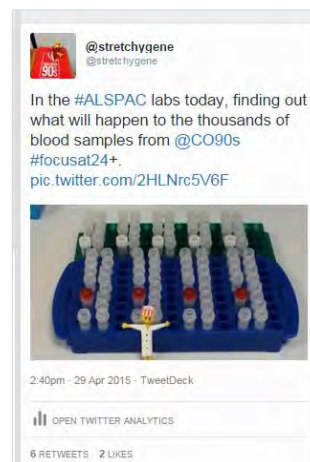 90s
@stretchygene
@stretchygene
In the #ALSPAC labs today, finding out
what will happen to the thousands of
blood samples from @CO90s
#focusat24+.
pic.twitter.com/2HLNrc5V6F
2:40pm · 29 Apr 2015 · TweetDeck
OPEN TWITTER ANALYTICS
6 RETWEETS 2 LIKES